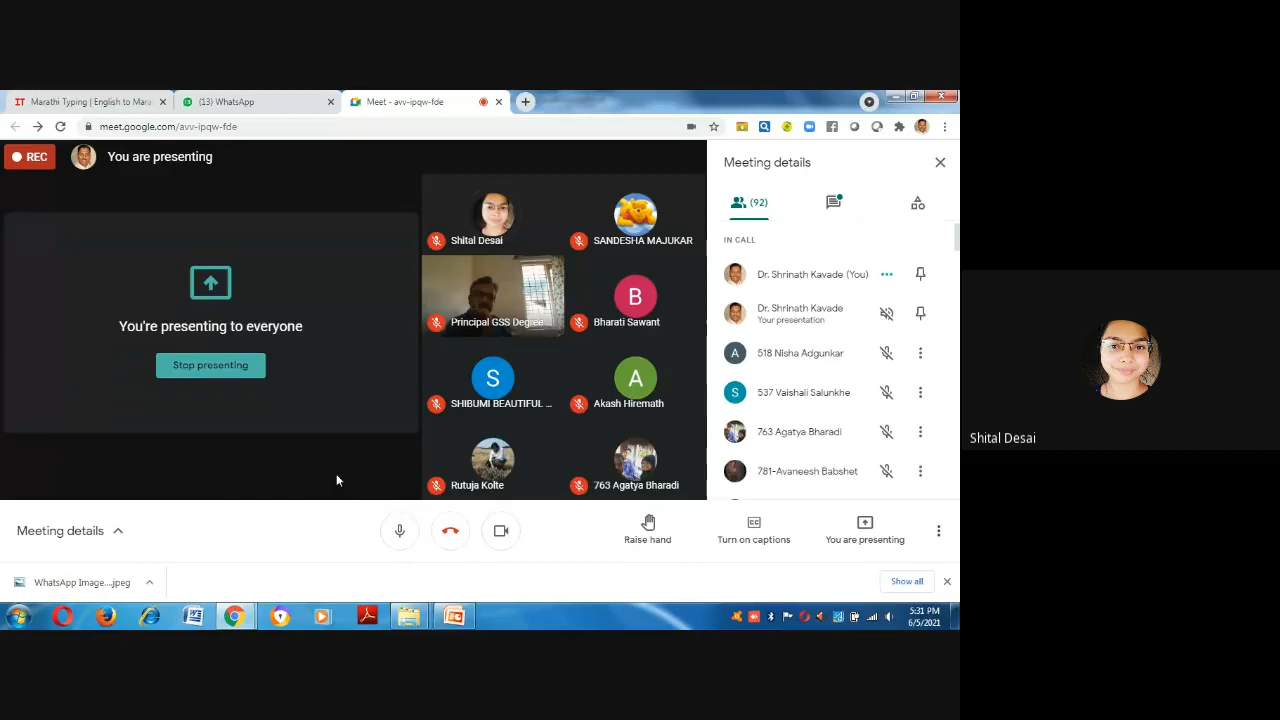 Marathi Typing | English to Mara
(13) WhatsApp
Meet - avv-ipqw-fde
meet.google.com/avv-ipqw-fde
REC
You are presenting
You're presenting to everyone
Stop presenting
Shital Desai
SANDESHA MAJUKAR
Principal GSS Degree
B
Bharati Sawant
S
SHIBUMI BEAUTIFUL ...
A
Akash Hiremath
Rutuja Kolte
763 Agatya Bharadi
Meeting details
(92)
IN CALL
Dr. Shrinath Kavade (You)
Dr. Shrinath Kavade
Your presentation
A
518 Nisha Adgunkar
S
537 Vaishali Salunkhe
763 Agatya Bharadi
781-Avaneesh Babshet
Meeting details
Raise hand
CC
Turn on captions
You are presenting
WhatsApp Image....jpeg
Show all
5:31 PM
6/5/2021
Shital Desai